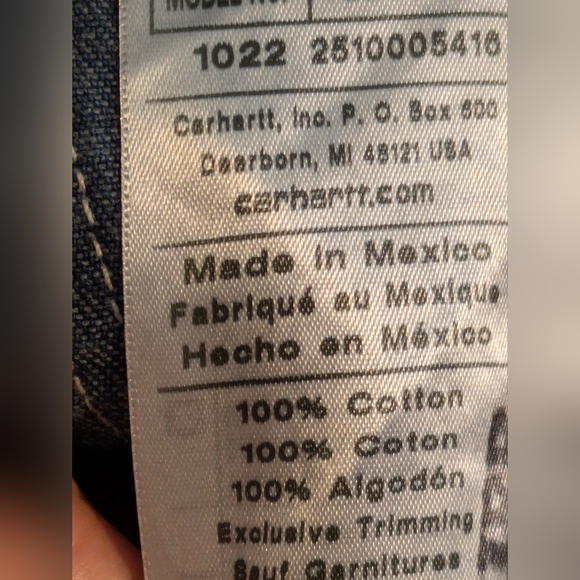 1022 2510005416
Carhartt, Inc. P. O. Box 600
Dearborn, MI 48121 USA
carhartt.com
Made in Mexico
Fabriqué au Mexique
Hecho en México
100% Cotton
100% Coton
100% Algodón
Exclusive Trimming
Sauf Garnitures